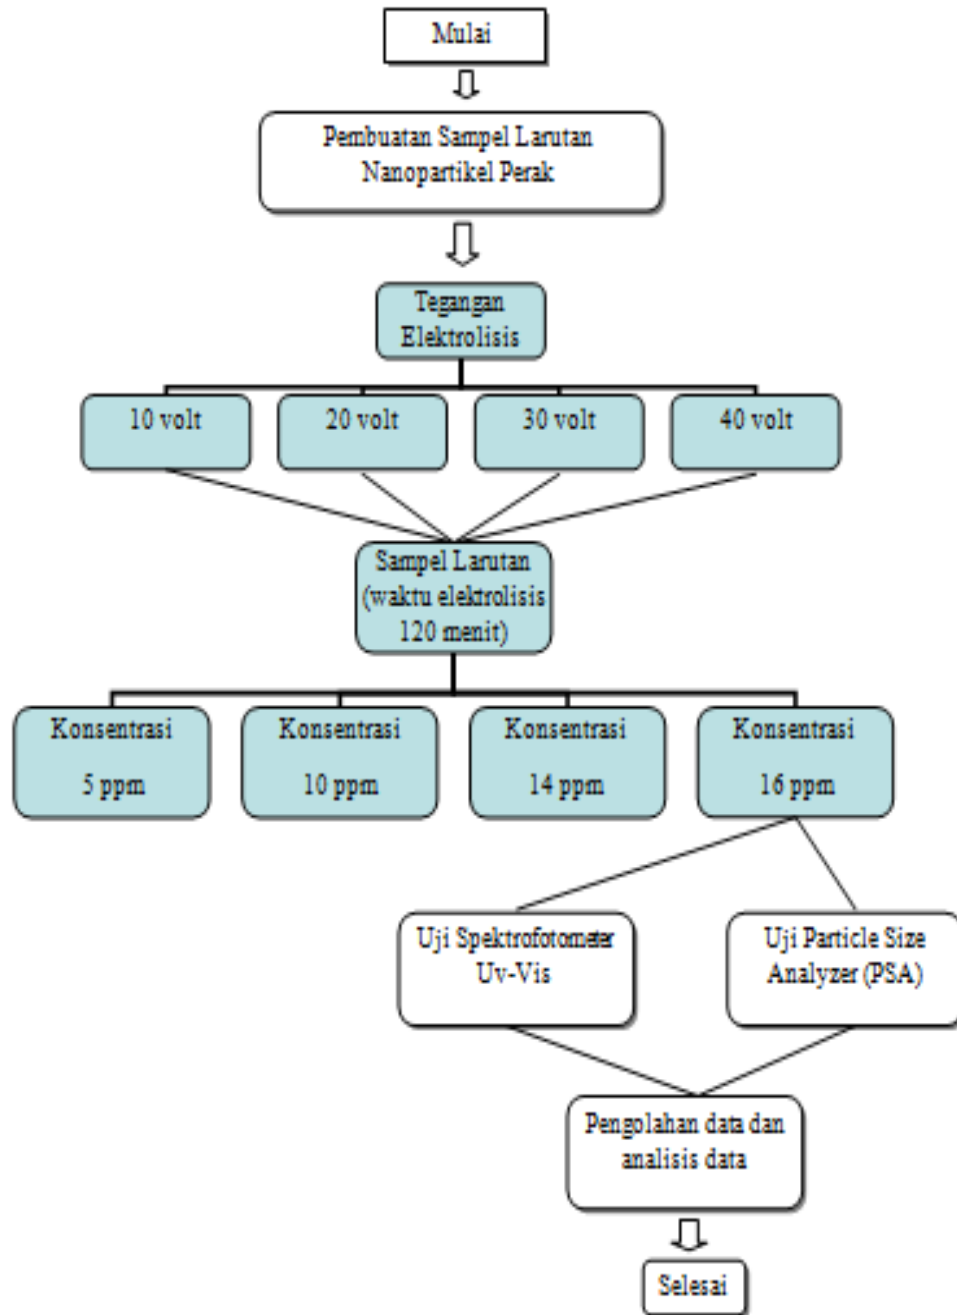 Mulai
Pembuatan Sampel Larutan
Nanopartikel Perak
Tegangan
Elektrolisis
10 volt
20 volt
30 volt
40 volt
Sampel Larutan
(waktu elektrolisis
120 menit)
Konsentrasi
5 ppm
Konsentrasi
10 ppm
Konsentrasi
14 ppm
Konsentrasi
16 ppm
Uji Spektrofotometer
Uv-Vis
Uji Particle Size
Analyzer (PSA)
Pengolahan data dan
analisis data
Selesai